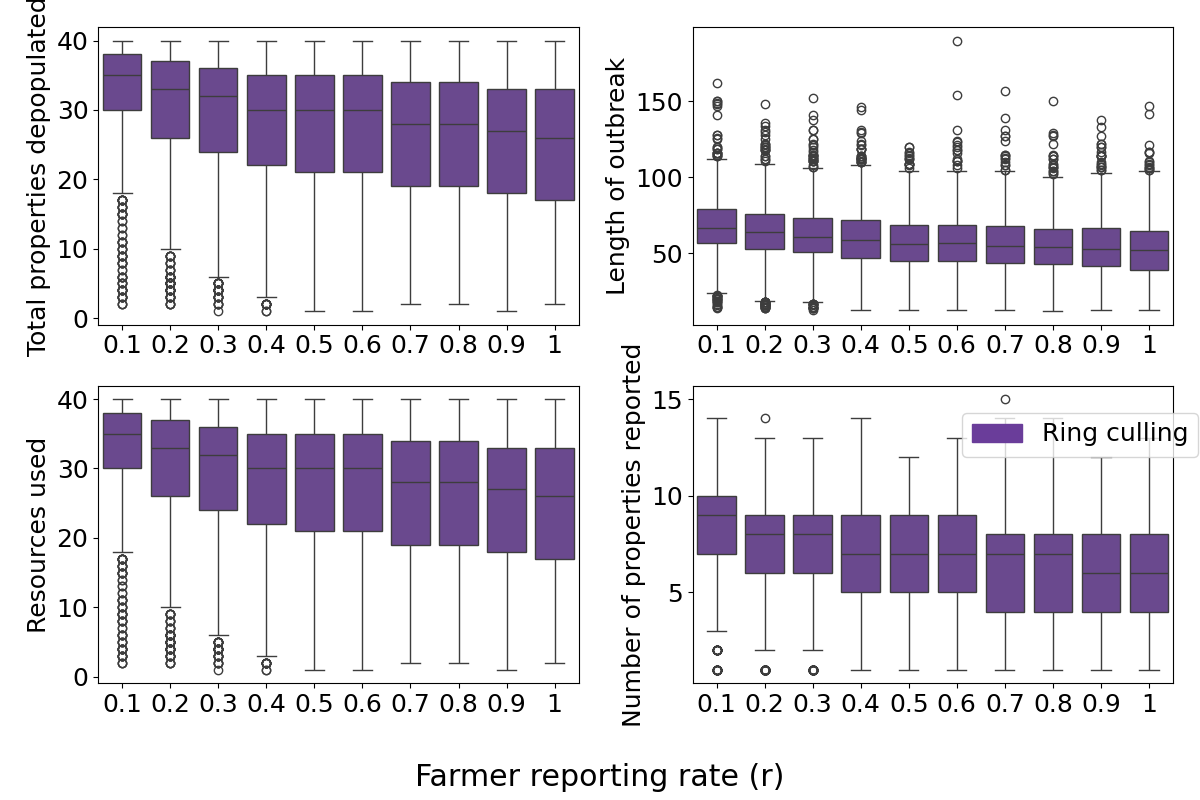 Total properties depopulated
40
30
20
10
0
0.1 0.2 0.3 0.4 0.5 0.6 0.7 0.8 0.9 1
Length of outbreak
150
100
50
0.1 0.2 0.3 0.4 0.5 0.6 0.7 0.8 0.9 1
Resources used
40
30
20
10
0
0.1 0.2 0.3 0.4 0.5 0.6 0.7 0.8 0.9 1
Number of properties reported
15
10
5
Ring culling
0.1 0.2 0.3 0.4 0.5 0.6 0.7 0.8 0.9 1
Farmer reporting rate (r)